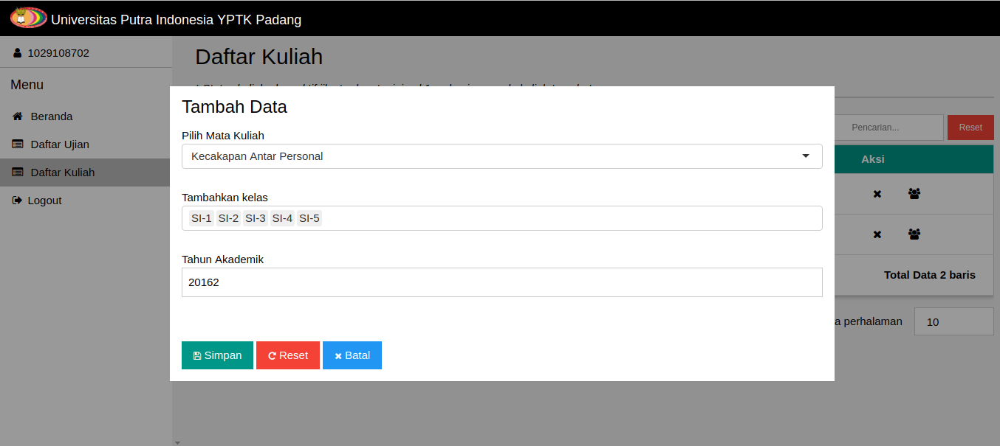 Universitas Putra Indonesia YPTK Padang
1029108702
Menu
Beranda
Daftar Ujian
Daftar Kuliah
Logout
Daftar Kuliah
Tambah Data
Pilih Mata Kuliah
Kecakapan Antar Personal
Tambahkan kelas
SI-1 SI-2 SI-3 SI-4 SI-5
Tahun Akademik
20162
Simpan Reset Batal
Pencarian... Reset
Aksi
Total Data 2 baris
a perhalaman 10